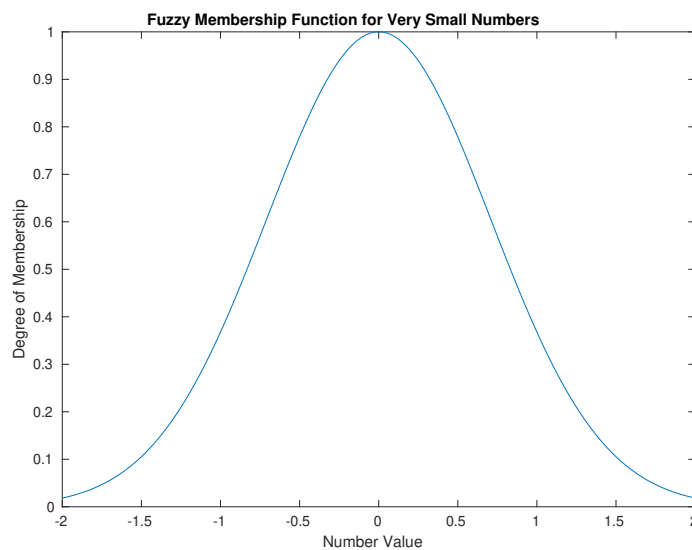 Fuzzy Membership Function for Very Small Numbers
1
0.9
0.8
0.7
0.6
0.5
0.4
0.3
0.2
0.1
0
Degree of Membership
-2 -1.5 -1 -0.5 0 0.5 1 1.5 2
Number Value